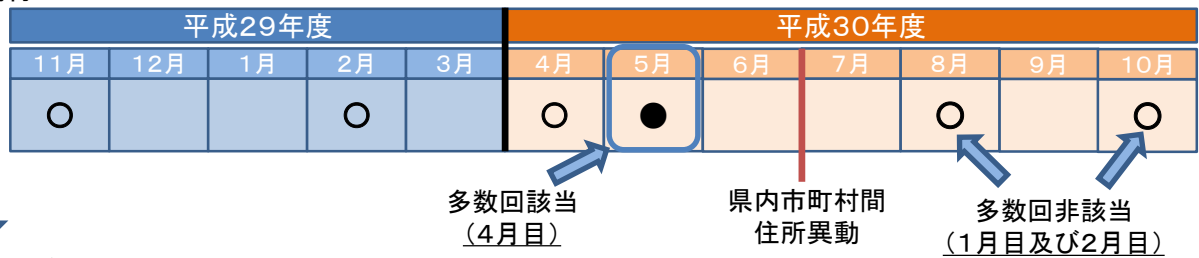 平成29年度 平成30年度
11月 12月 1月 2月 3月 4月 5月 6月 7月 8月 9月 10月
○ ○ ○ ● ○ ○
多数回該当
(4月目)
県内市町村間
住所異動
多数回非該当
(1月目及び2月目)